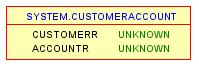 SYSTEM.CUSTOMERACCOUNT
CUSTOMERR UNKNOWN
ACCOUNTR UNKNOWN